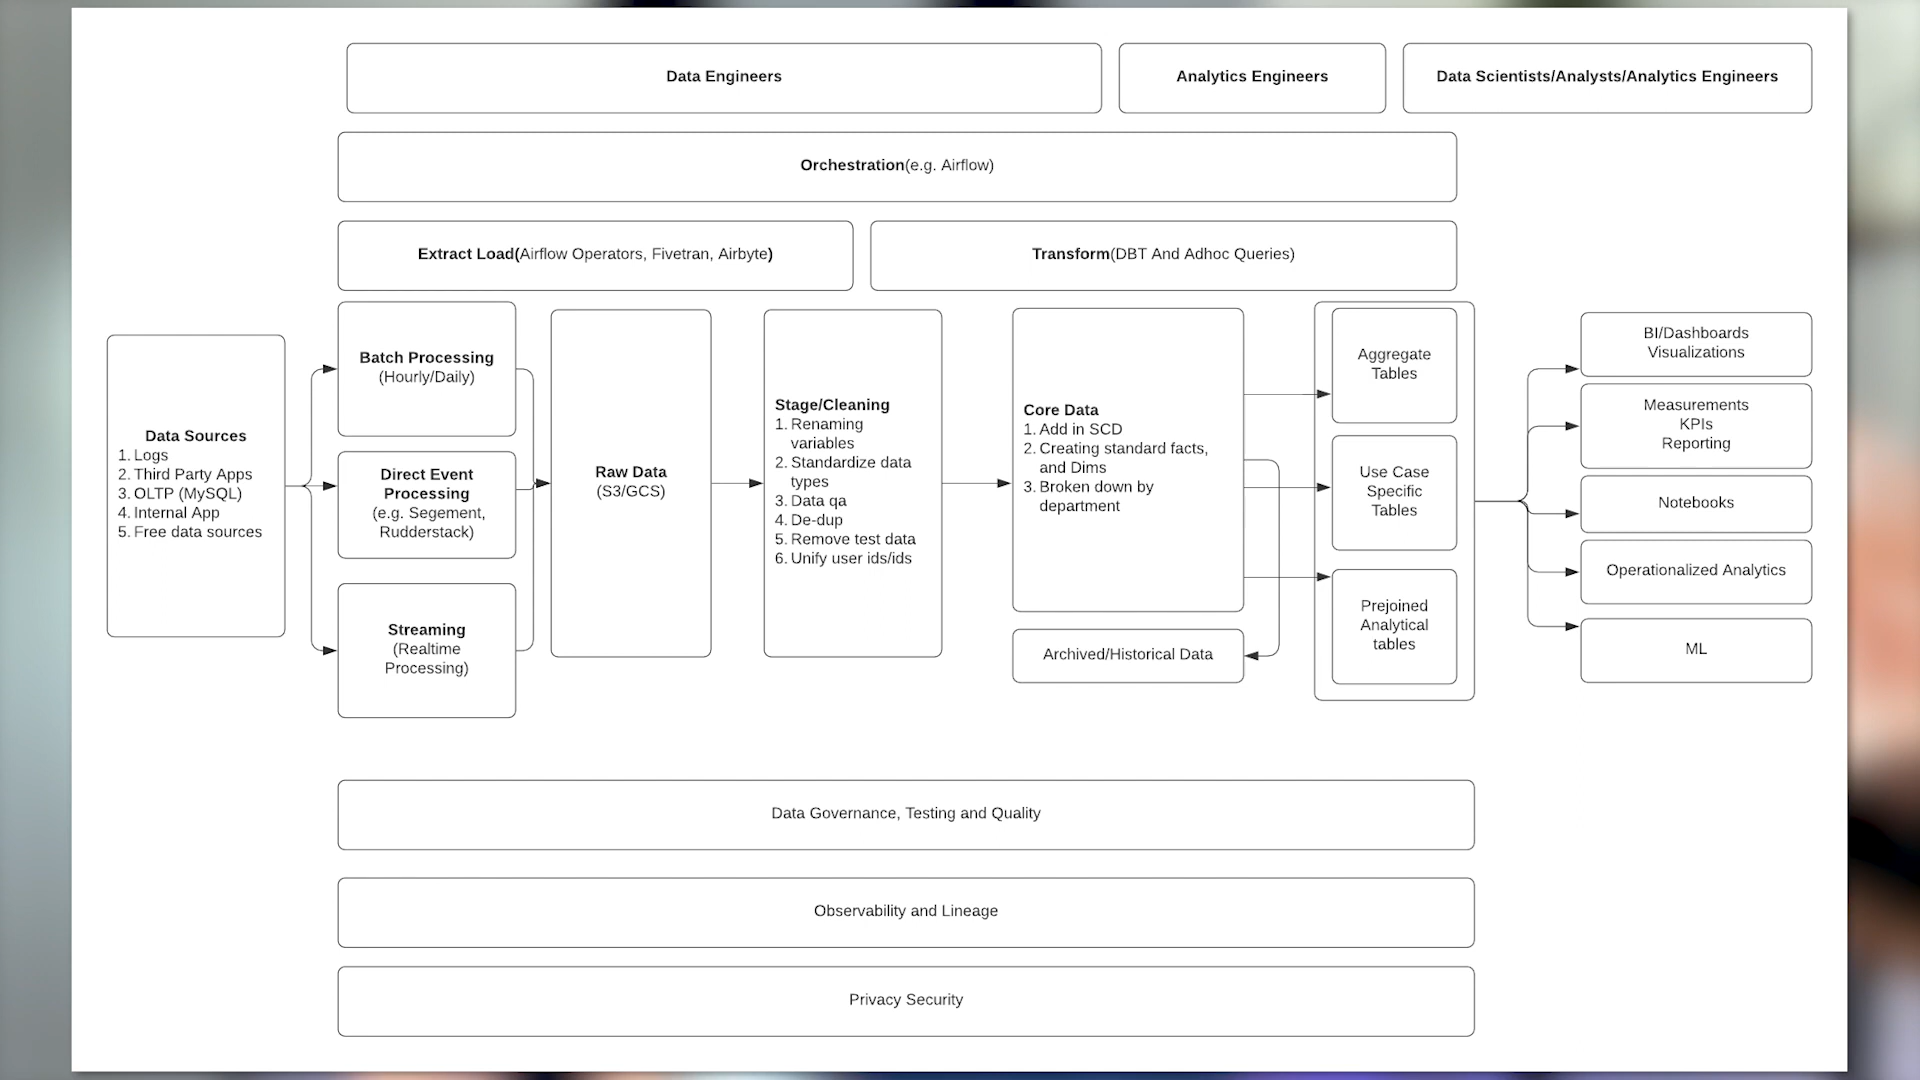 Data Engineers
Analytics Engineers
Data Scientists/Analysts/Analytics Engineers
Orchestration(e.g. Airflow)
Extract Load(Airflow Operators, Fivetran, Airbyte)
Transform(DBT And Adhoc Queries)
Data Sources
1. Logs
2. Third Party Apps
3. OLTP (MySQL)
4. Internal App
5. Free data sources
Batch Processing
(Hourly/Daily)
Direct Event
Processing
(e.g. Segement,
Rudderstack)
Streaming
(Realtime
Processing)
Raw Data
(S3/GCS)
Stage/Cleaning
1. Renaming
variables
2. Standardize data
types
3. Data qa
4. De-dup
5. Remove test data
6. Unify user ids/ids
Core Data
1. Add in SCD
2. Creating standard facts,
and Dims
3. Broken down by
department
Archived/Historical Data
Aggregate
Tables
Use Case
Specific
Tables
Prejoined
Analytical
tables
BI/Dashboards
Visualizations
Measurements
KPIs
Reporting
Notebooks
Operationalized Analytics
ML
Data Governance, Testing and Quality
Observability and Lineage
Privacy Security